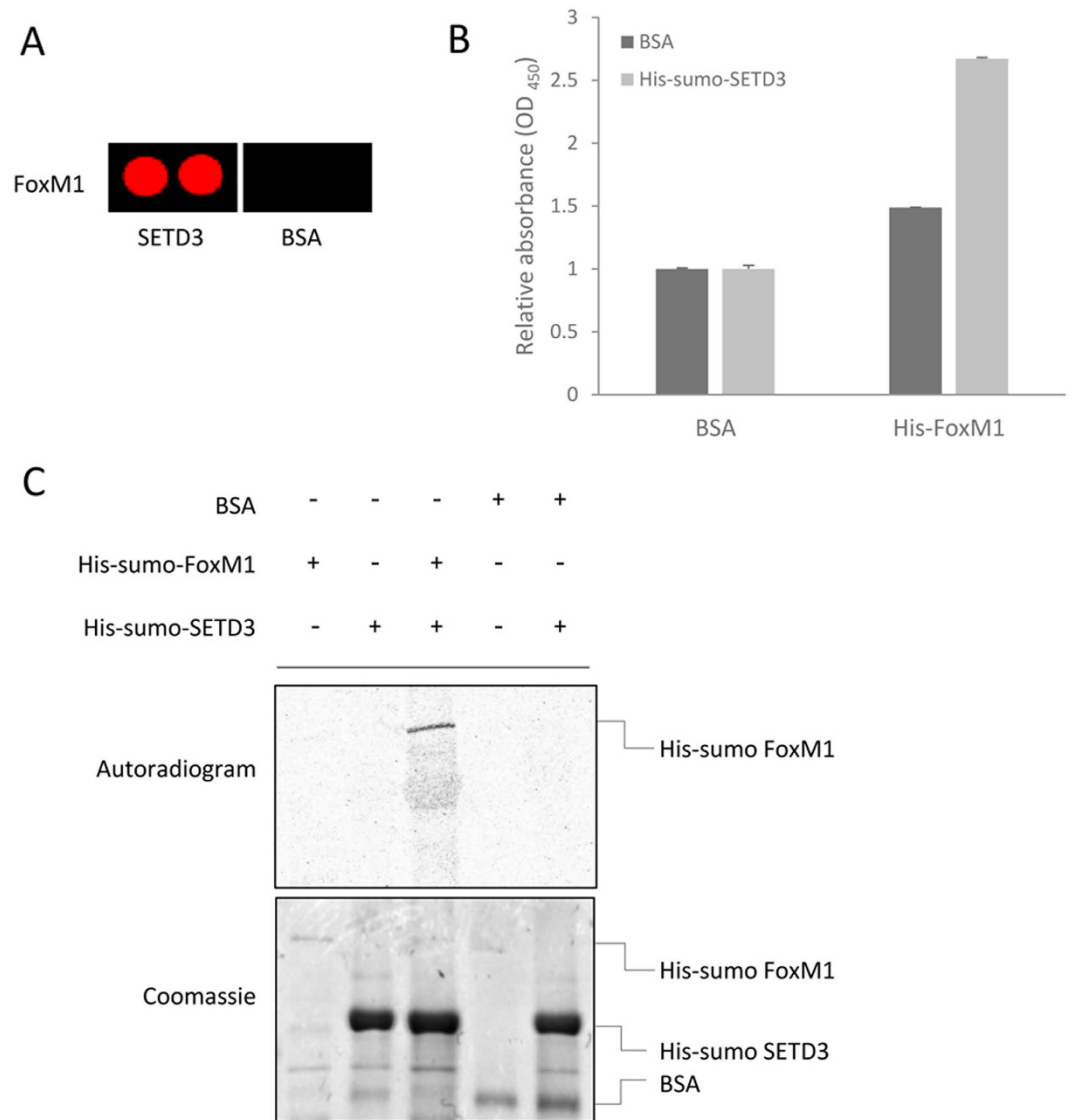 A
FoxM1
SETD3 BSA
B
Relative absorbance (OD 450)
3
2.5
2
1.5
1
0.5
0
BSA
His-sumo-SETD3
BSA His-FoxM1
C
BSA - - - + +
His-sumo-FoxM1 + - + - -
His-sumo-SETD3 - + + - +
Autoradiogram
His-sumo FoxM1
Coomassie
His-sumo FoxM1
His-sumo SETD3
BSA